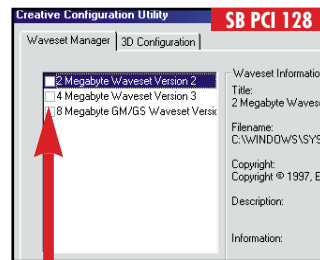 Creative Configuration Utility
SB PCI 128
Waveset Manager
3D Configuration
2 Megabyte Waveset Version 2
4 Megabyte Waveset Version 3
8 Megabyte GM/GS Waveset Versi
Waveset Informatio
Title:
2 Megabyte Waves
Filename:
C:\WINDOWS\SYS
Copyright:
Copyright © 1997, E
Description:
Information: